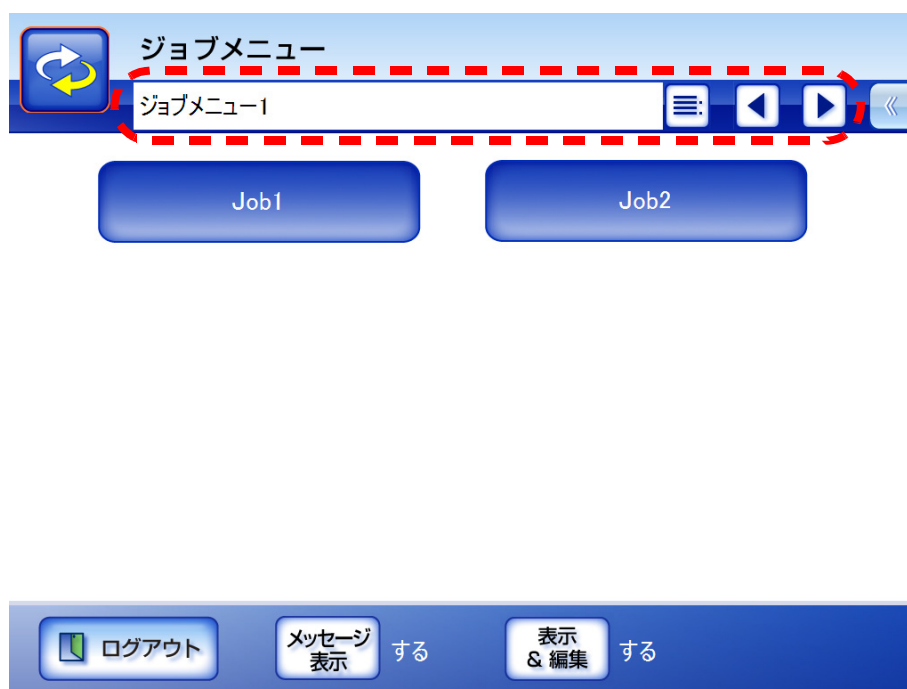 ジョブメニュー
ジョブメニュー1
Job1
Job2
ログアウト
メッセージ
表示
する
表示
& 編集
する